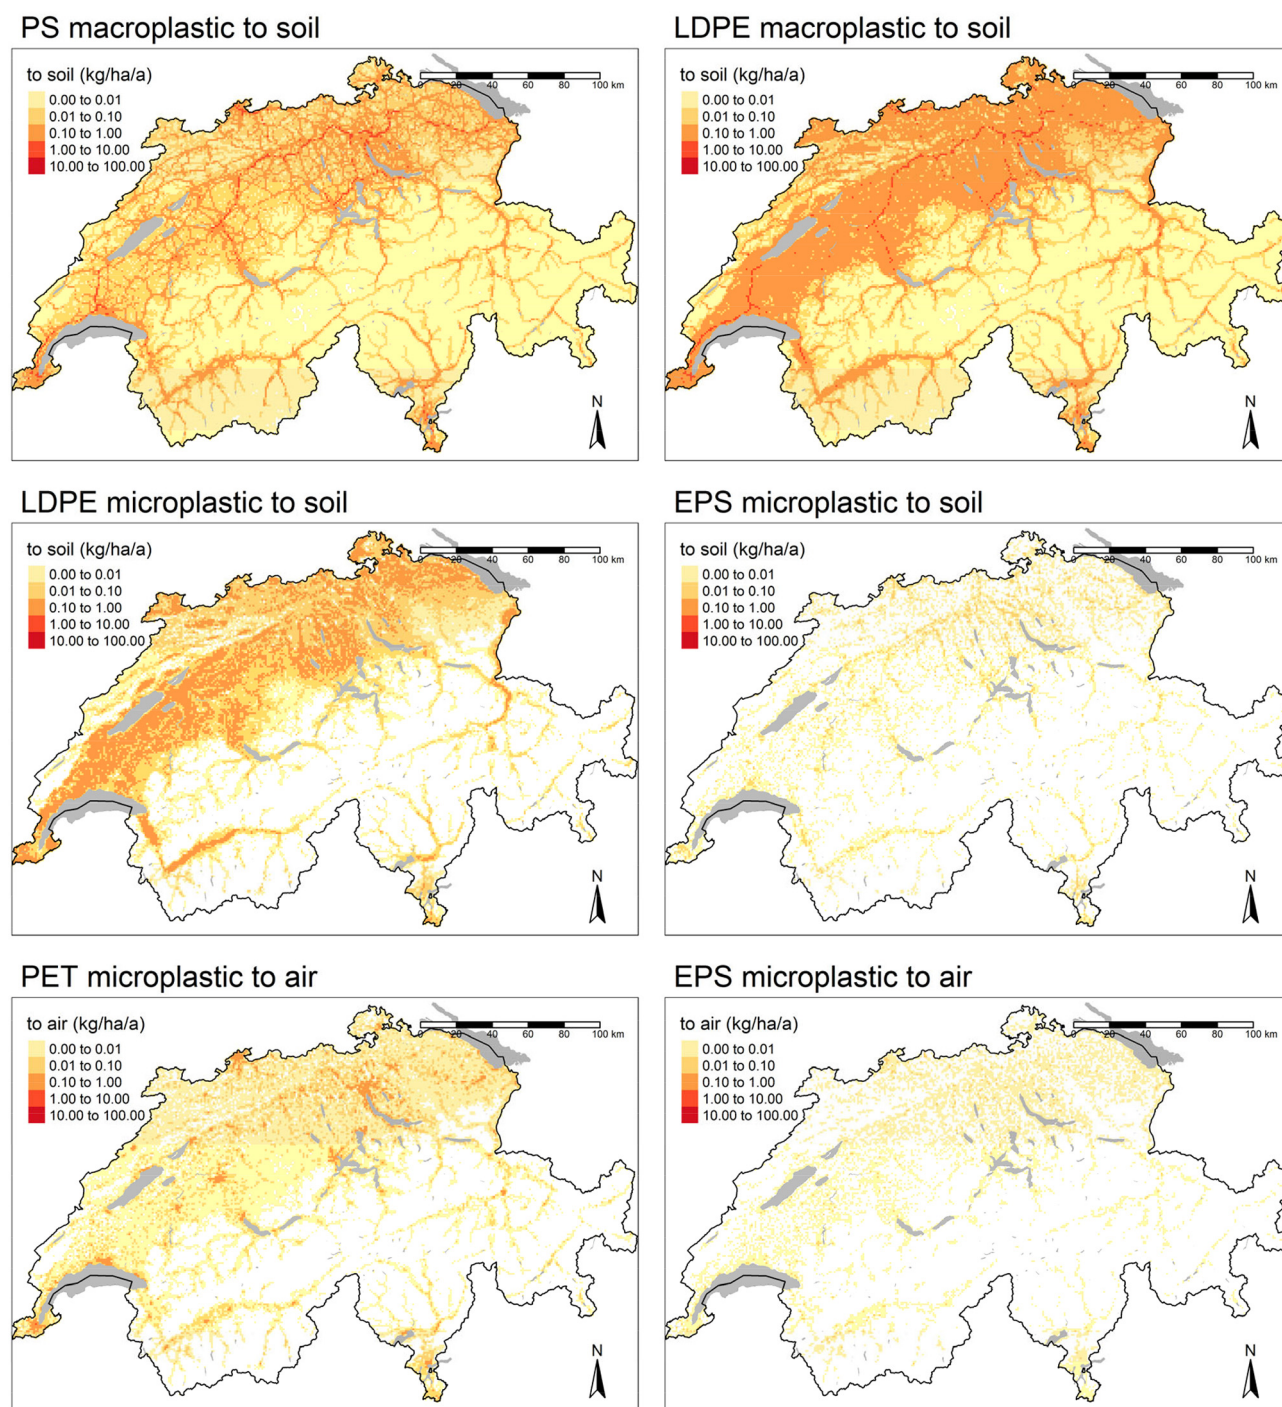 PS macroplastic to soil
to soil (kg/ha/a)
0.00 to 0.01
0.01 to 0.10
0.10 to 1.00
1.00 to 10.00
10.00 to 100.00
0 20 40 60 80 100 km
N
LDPE macroplastic to soil
to soil (kg/ha/a)
0.00 to 0.01
0.01 to 0.10
0.10 to 1.00
1.00 to 10.00
10.00 to 100.00
0 20 40 60 80 100 km
N
LDPE microplastic to soil
to soil (kg/ha/a)
0.00 to 0.01
0.01 to 0.10
0.10 to 1.00
1.00 to 10.00
10.00 to 100.00
0 20 40 60 80 100 km
N
EPS microplastic to soil
to soil (kg/ha/a)
0.00 to 0.01
0.01 to 0.10
0.10 to 1.00
1.00 to 10.00
10.00 to 100.00
0 20 40 60 80 100 km
N
PET microplastic to air
to air (kg/ha/a)
0.00 to 0.01
0.01 to 0.10
0.10 to 1.00
1.00 to 10.00
10.00 to 100.00
0 20 40 60 80 100 km
N
EPS microplastic to air
to air (kg/ha/a)
0.00 to 0.01
0.01 to 0.10
0.10 to 1.00
1.00 to 10.00
10.00 to 100.00
0 20 40 60 80 100 km
N